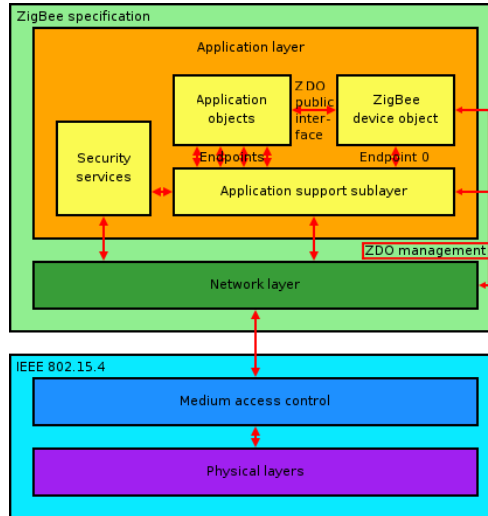 ZigBee specification
Application layer
Application
objects
ZDO
public
inter-
face
ZigBee
device object
Security
services
Endpoints
Endpoint 0
Application support sublayer
ZDO management
Network layer
IEEE 802.15.4
Medium access control
Physical layers